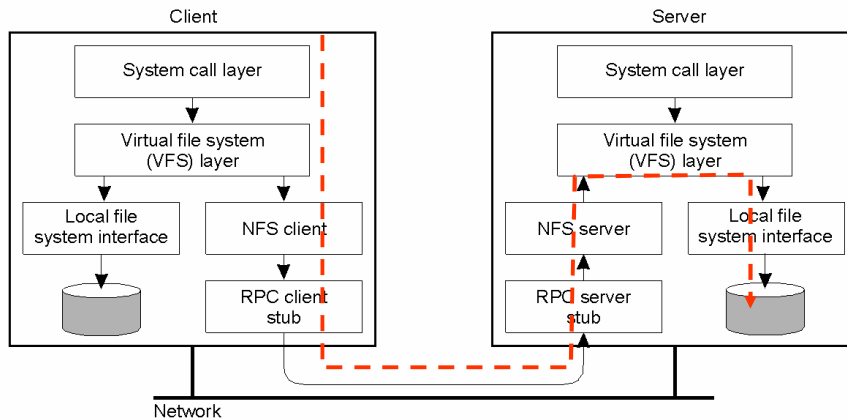 Client
System call layer
Virtual file system
(VFS) layer
Local file
system interface
NFS client
RPC client
stub
Server
System call layer
Virtual file system
(VFS) layer
NFS server
Local file
system interface
RPC server
stub
Network